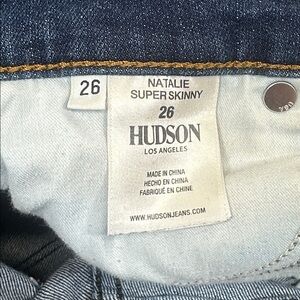 26
NATALIE
SUPER SKINNY
26
HUDSON
LOS ANGELES
MADE IN CHINA
HECHO EN CHINA
FABRIQUÉ EN CHINE
WWW.HUDSONJEANS.COM